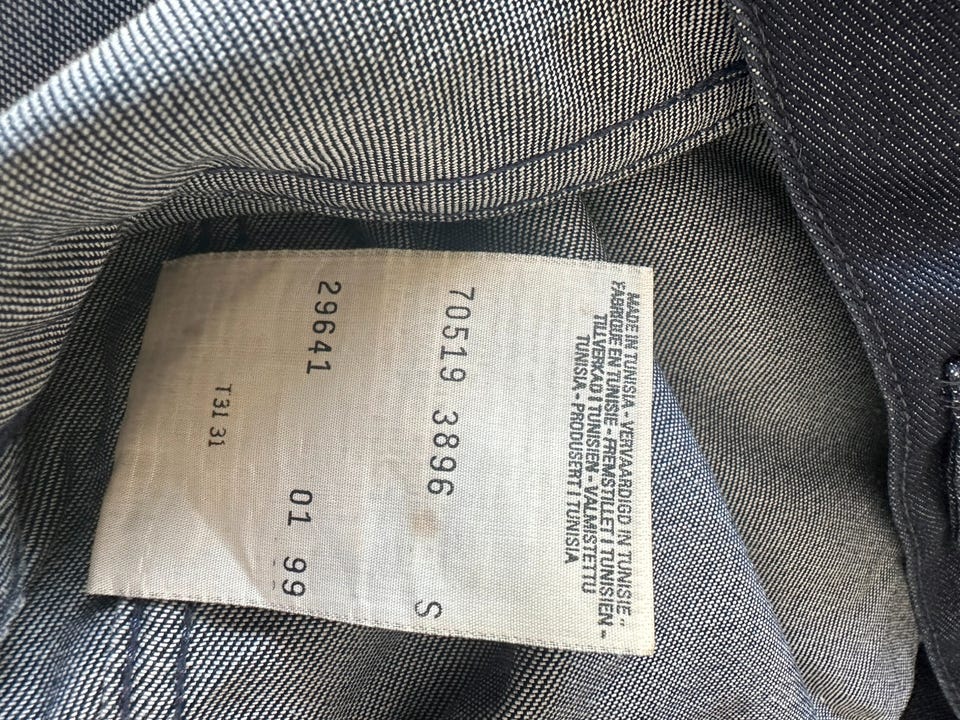 MADE IN TUNISIA - VERVAARDIGD IN TUNISIE -
FABRIQUE EN TUNISIE - FREMSTILLET I TUNISIEN -
TILLVERKAD I TUNISIEN - VALMISTETTU
TUNISIA - PRODUSERT I TUNISIA
70519 3896 S
29641 01 99
T31 31